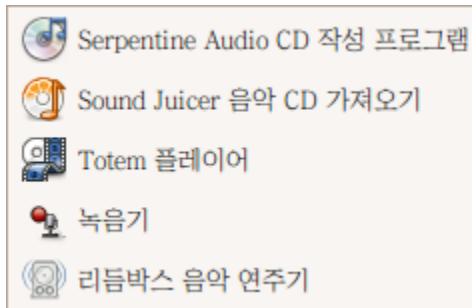 Serpentine Audio CD 작성 프로그램
Sound Juicer 음악 CD 가져오기
Totem 플레이어
녹음기
리듬박스 음악 연주기